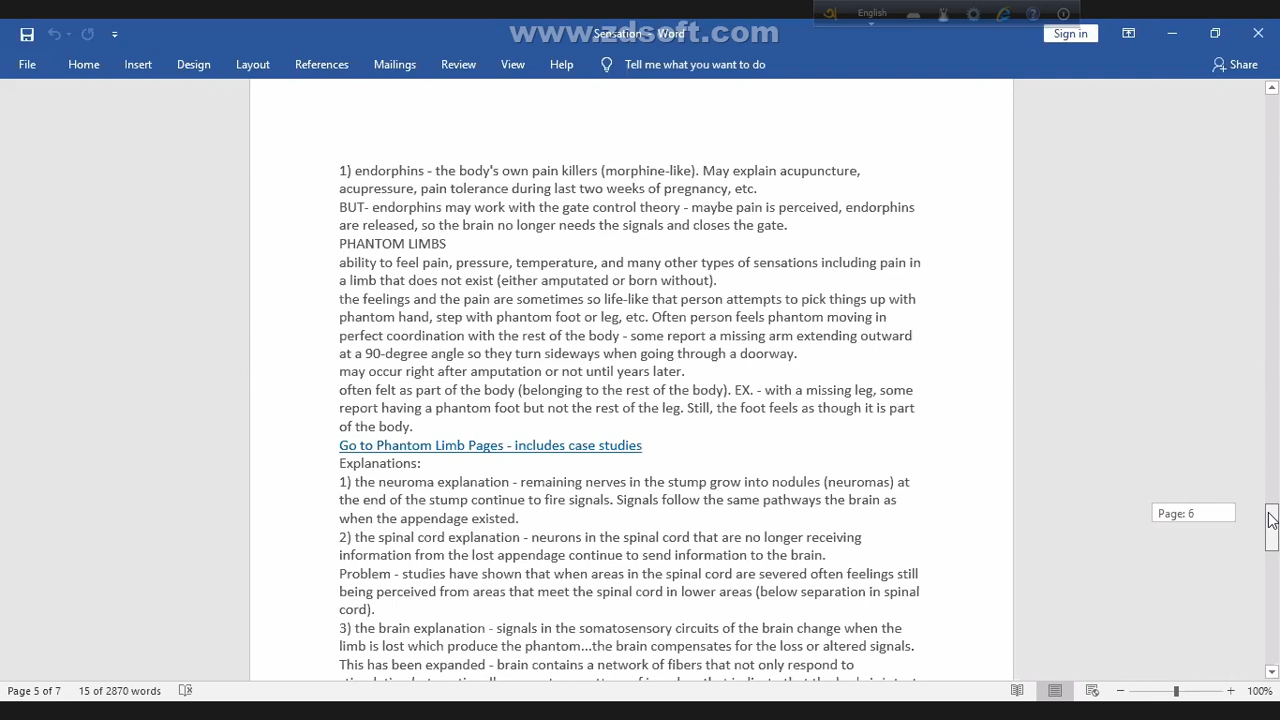 English
www.zdsoft.com
Sensation - Word
Sign in
File Home Insert Design Layout References Mailings Review View Help Tell me what you want to do Share
1) endorphins - the body's own pain killers (morphine-like). May explain acupuncture,
acupressure, pain tolerance during last two weeks of pregnancy, etc.
BUT- endorphins may work with the gate control theory - maybe pain is perceived, endorphins
are released, so the brain no longer needs the signals and closes the gate.
PHANTOM LIMBS
ability to feel pain, pressure, temperature, and many other types of sensations including pain in
a limb that does not exist (either amputated or born without).
the feelings and the pain are sometimes so life-like that person attempts to pick things up with
phantom hand, step with phantom foot or leg, etc. Often person feels phantom moving in
perfect coordination with the rest of the body - some report a missing arm extending outward
at a 90-degree angle so they turn sideways when going through a doorway.
may occur right after amputation or not until years later.
often felt as part of the body (belonging to the rest of the body). EX. - with a missing leg, some
report having a phantom foot but not the rest of the leg. Still, the foot feels as though it is part
of the body.
Go to Phantom Limb Pages - includes case studies
Explanations:
1) the neuroma explanation - remaining nerves in the stump grow into nodules (neuromas) at
the end of the stump continue to fire signals. Signals follow the same pathways the brain as
when the appendage existed.
Page: 6
2) the spinal cord explanation - neurons in the spinal cord that are no longer receiving
information from the lost appendage continue to send information to the brain.
Problem - studies have shown that when areas in the spinal cord are severed often feelings still
being perceived from areas that meet the spinal cord in lower areas (below separation in spinal
cord).
3) the brain explanation - signals in the somatosensory circuits of the brain change when the
limb is lost which produce the phantom...the brain compensates for the loss or altered signals.
This has been expanded - brain contains a network of fibers that not only respond to
Page 5 of 7 15 of 2870 words 100%